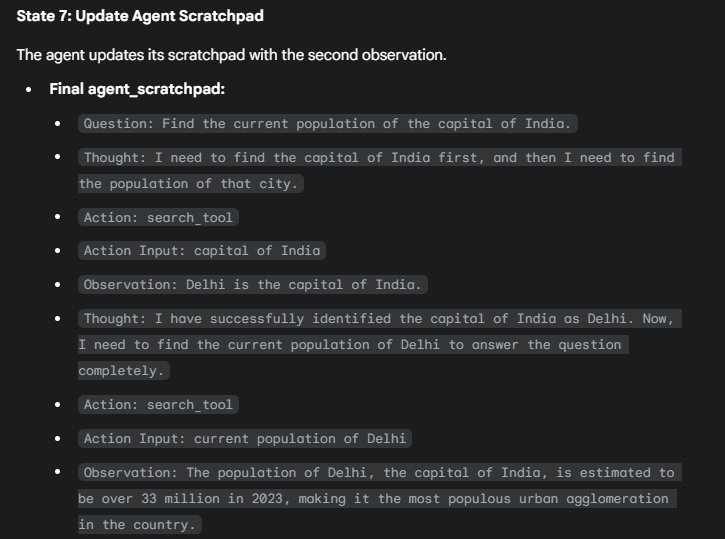 State 7: Update Agent Scratchpad
The agent updates its scratchpad with the second observation.
• Final agent_scratchpad:
• Question: Find the current population of the capital of India.
• Thought: I need to find the capital of India first, and then I need to find
the population of that city.
• Action: search_tool
• Action Input: capital of India
• Observation: Delhi is the capital of India.
• Thought: I have successfully identified the capital of India as Delhi. Now,
I need to find the current population of Delhi to answer the question
completely.
• Action: search_tool
• Action Input: current population of Delhi
• Observation: The population of Delhi, the capital of India, is estimated to
be over 33 million in 2023, making it the most populous urban agglomeration
in the country.